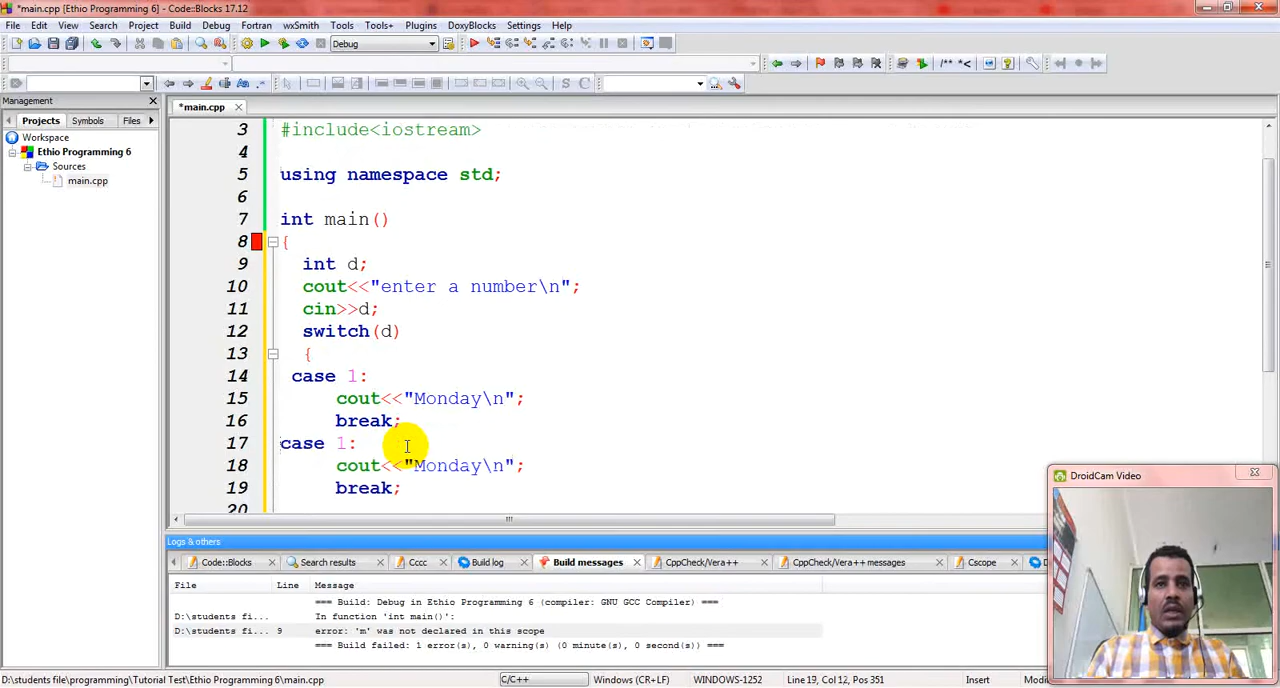 *main.cpp [Ethio Programming 6] - Code::Blocks 17.12
File Edit View Search Project Build Debug Fortran wxSmith Tools Tools+ Plugins DoxyBlocks Settings Help
Debug
/** *<
S C
Management
Projects Symbols Files
*main.cpp
Workspace
Ethio Programming 6
Sources
main.cpp
3 #include<iostream>
4
5 using namespace std;
6
7 int main()
8 {
9 int d;
10 cout<<"enter a number\n";
11 cin>>d;
12 switch(d)
13 {
14 case 1:
15 cout<<"Monday\n";
16 break;
17 case 1:
18 cout<<"Monday\n";
19 break;
20
DroidCam Video
Logs & others
Code::Blocks Search results Cccc Build log Build messages CppCheck/Vera++ CppCheck/Vera++ messages Cscope
File Line Message
=== Build: Debug in Ethio Programming 6 (compiler: GNU GCC Compiler) ===
In function 'int main()':
D:\students fi... 9 error: 'm' was not declared in this scope
=== Build failed: 1 error(s), 0 warning(s) (0 minute(s), 0 second(s)) ===
D:\students file\programming\Tutorial Test\Ethio Programming 6\main.cpp C/C++ Windows (CR+LF) WINDOWS-1252 Line 19, Col 12, Pos 351 Insert